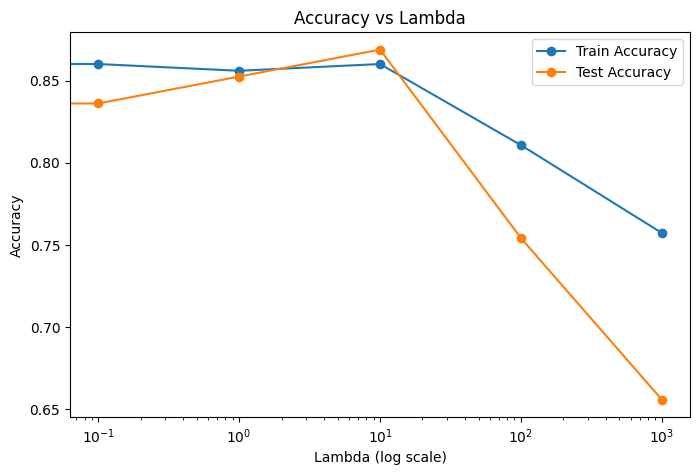 Accuracy vs Lambda
Train Accuracy
Test Accuracy
Accuracy
0.85
0.80
0.75
0.70
0.65
10⁻¹ 10⁰ 10¹ 10² 10³
Lambda (log scale)